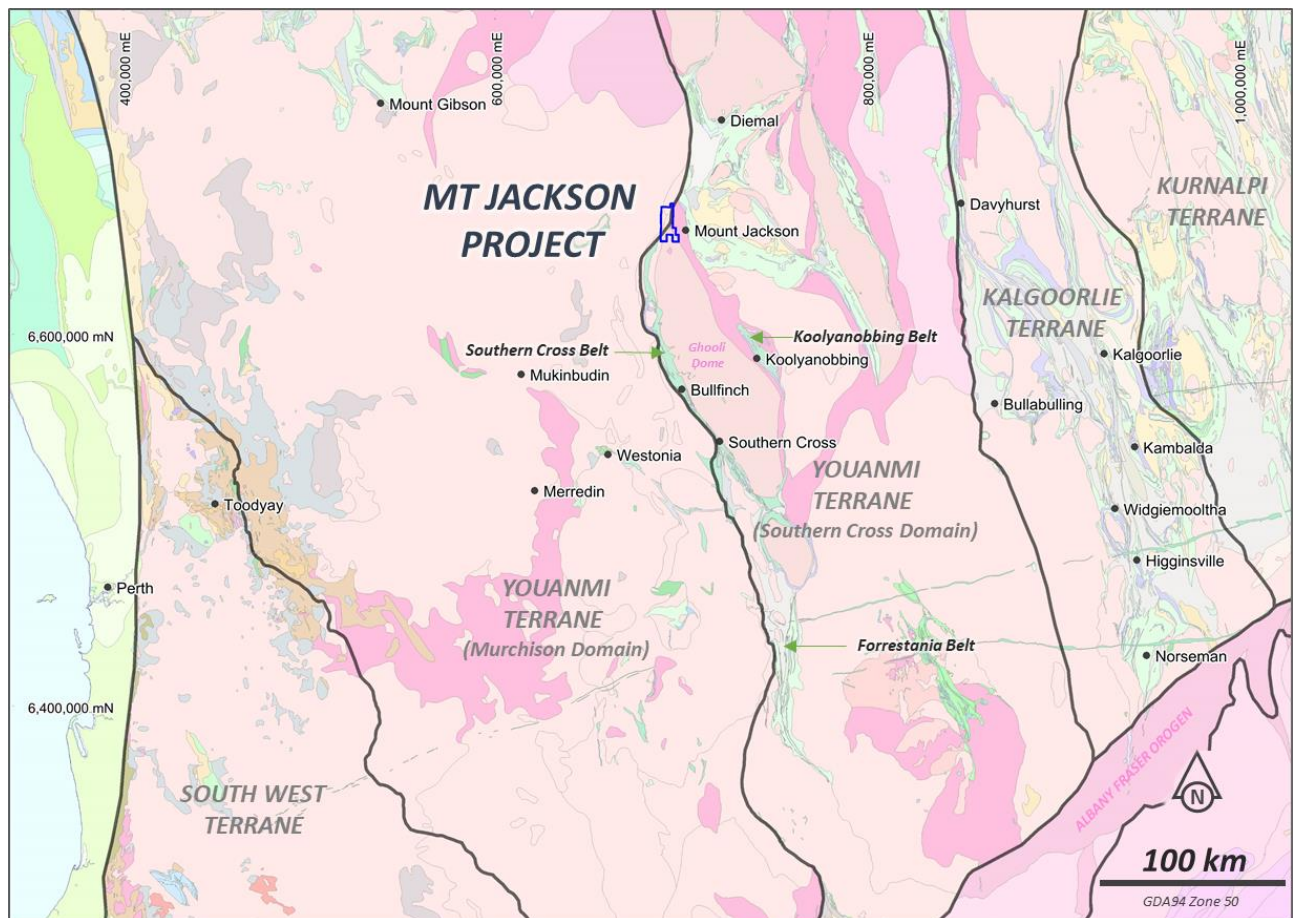 400,000 mE
600,000 mE
800,000 mE
1,000,000 mE
Mount Gibson
Diemal
MT JACKSON
PROJECT
KURNALPI
TERRANE
Davyhurst
Mount Jackson
KALGOORLIE
TERRANE
6,600,000 mN
Southern Cross Belt
Ghooli
Dome
Koolyanobbing Belt
Koolyanobbing
Kalgoorlie
Mukinbudin
Bullfinch
Bullabulling
Southern Cross
Kambalda
Westonia
YOUANMI
TERRANE
(Southern Cross Domain)
Merredin
Toodyay
Widgiemooltha
Higginsville
Perth
YOUANMI
TERRANE
(Murchison Domain)
Forrestania Belt
Norseman
6,400,000 mN
ALBANY FRASER OROGEN
SOUTH WEST
TERRANE
N
100 km
GDA94 Zone 50